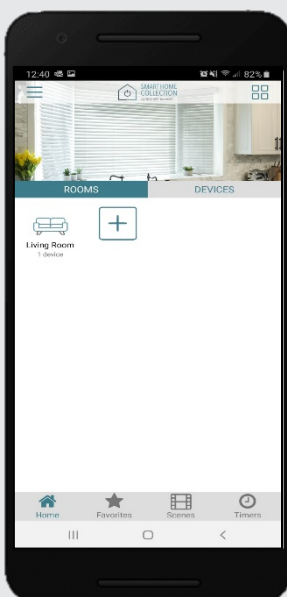 12:40
82%
SMART HOME
COLLECTION
ROOMS
DEVICES
Living Room
1 device
Home
Favorites
Scenes
Timers